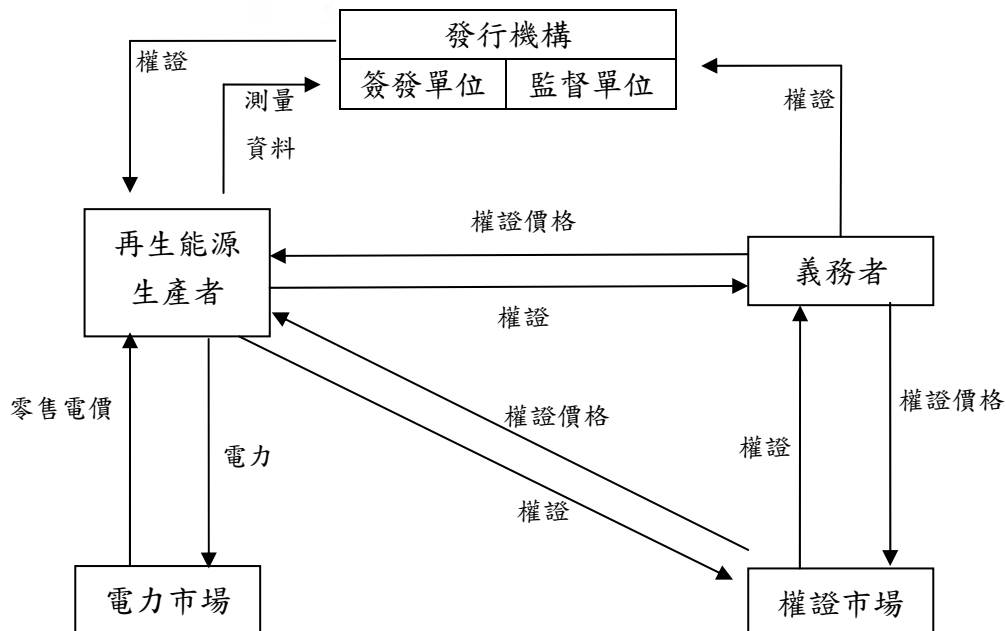 發行機構
簽發單位 監督單位
權證
測量
資料
權證
權證價格
再生能源
生產者
義務者
權證
零售電價
電力
權證價格
權證
權證
權證價格
電力市場
權證市場